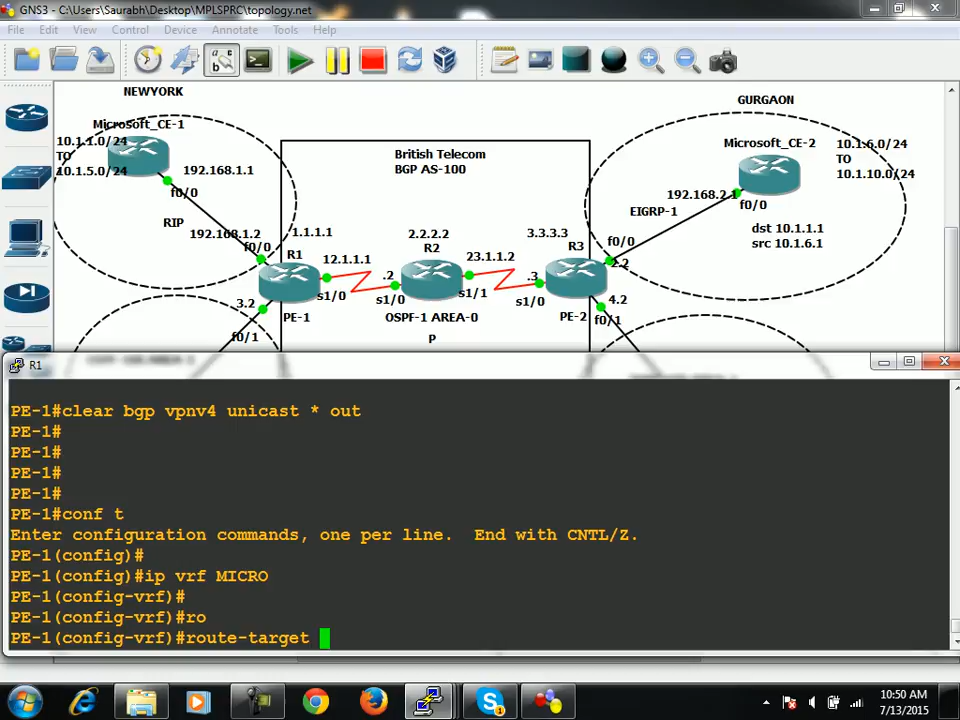 GNS3 - C:\Users\Saurabh\Desktop\MPLSPRC\topology.net
File Edit View Control Device Annotate Tools Help
NEWYORK
Microsoft_CE-1
10.1.1.0/24
TO
10.1.5.0/24
192.168.1.1
f0/0
RIP
192.168.1.2
f0/0
1.1.1.1
R1
12.1.1.1
s1/0
PE-1
3.2
f0/1
British Telecom
BGP AS-100
2.2.2.2
R2
.2
s1/0
23.1.1.2
s1/1
OSPF-1 AREA-0
P
3.3.3.3
R3
.3
s1/0
PE-2
f0/0
2.2
4.2
f0/1
GURGAON
Microsoft_CE-2
10.1.6.0/24
TO
10.1.10.0/24
192.168.2.1
f0/0
EIGRP-1
dst 10.1.1.1
src 10.1.6.1
R1
PE-1#clear bgp vpnv4 unicast * out
PE-1#
PE-1#
PE-1#
PE-1#
PE-1#conf t
Enter configuration commands, one per line. End with CNTL/Z.
PE-1(config)#
PE-1(config)#ip vrf MICRO
PE-1(config-vrf)#
PE-1(config-vrf)#ro
PE-1(config-vrf)#route-target
10:50 AM
7/13/2015